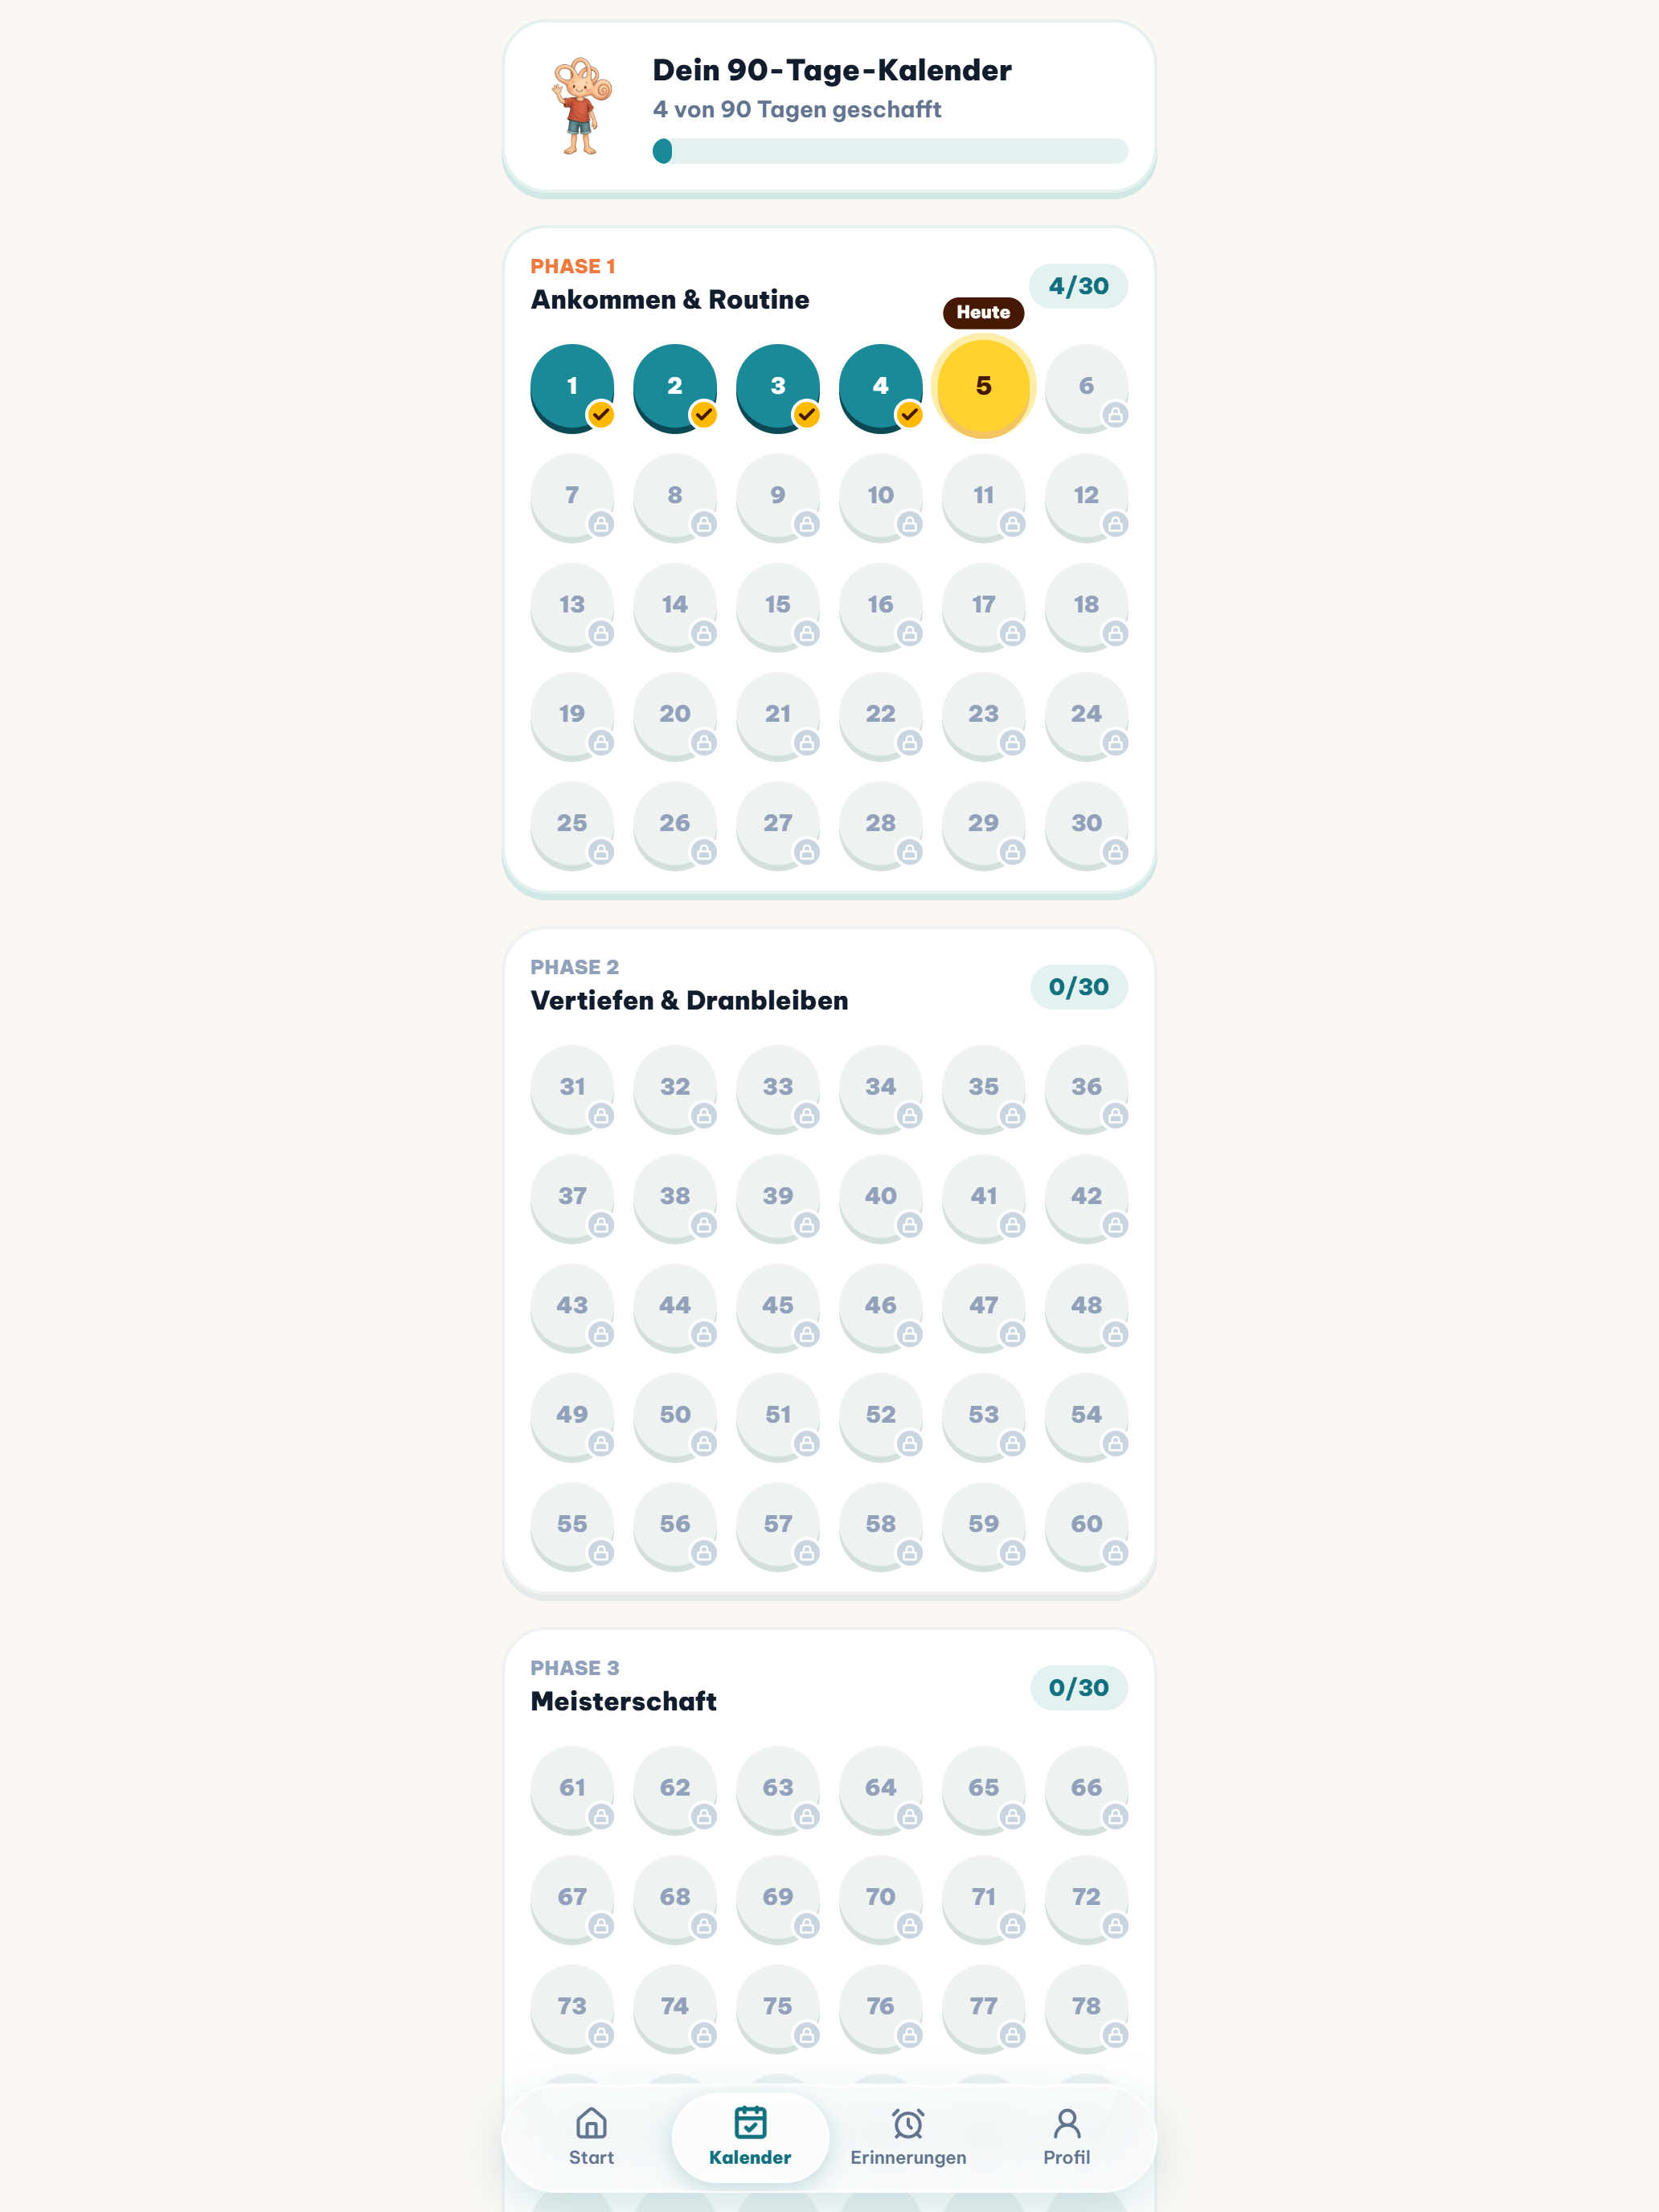 Dein 90-Tage-Kalender
4 von 90 Tagen geschafft
PHASE 1
Ankommen & Routine
4/30
Heute
1 2 3 4 5 6
7 8 9 10 11 12
13 14 15 16 17 18
19 20 21 22 23 24
25 26 27 28 29 30
PHASE 2
Vertiefen & Dranbleiben
0/30
31 32 33 34 35 36
37 38 39 40 41 42
43 44 45 46 47 48
49 50 51 52 53 54
55 56 57 58 59 60
PHASE 3
Meisterschaft
0/30
61 62 63 64 65 66
67 68 69 70 71 72
73 74 75 76 77 78
Start Kalender Erinnerungen Profil